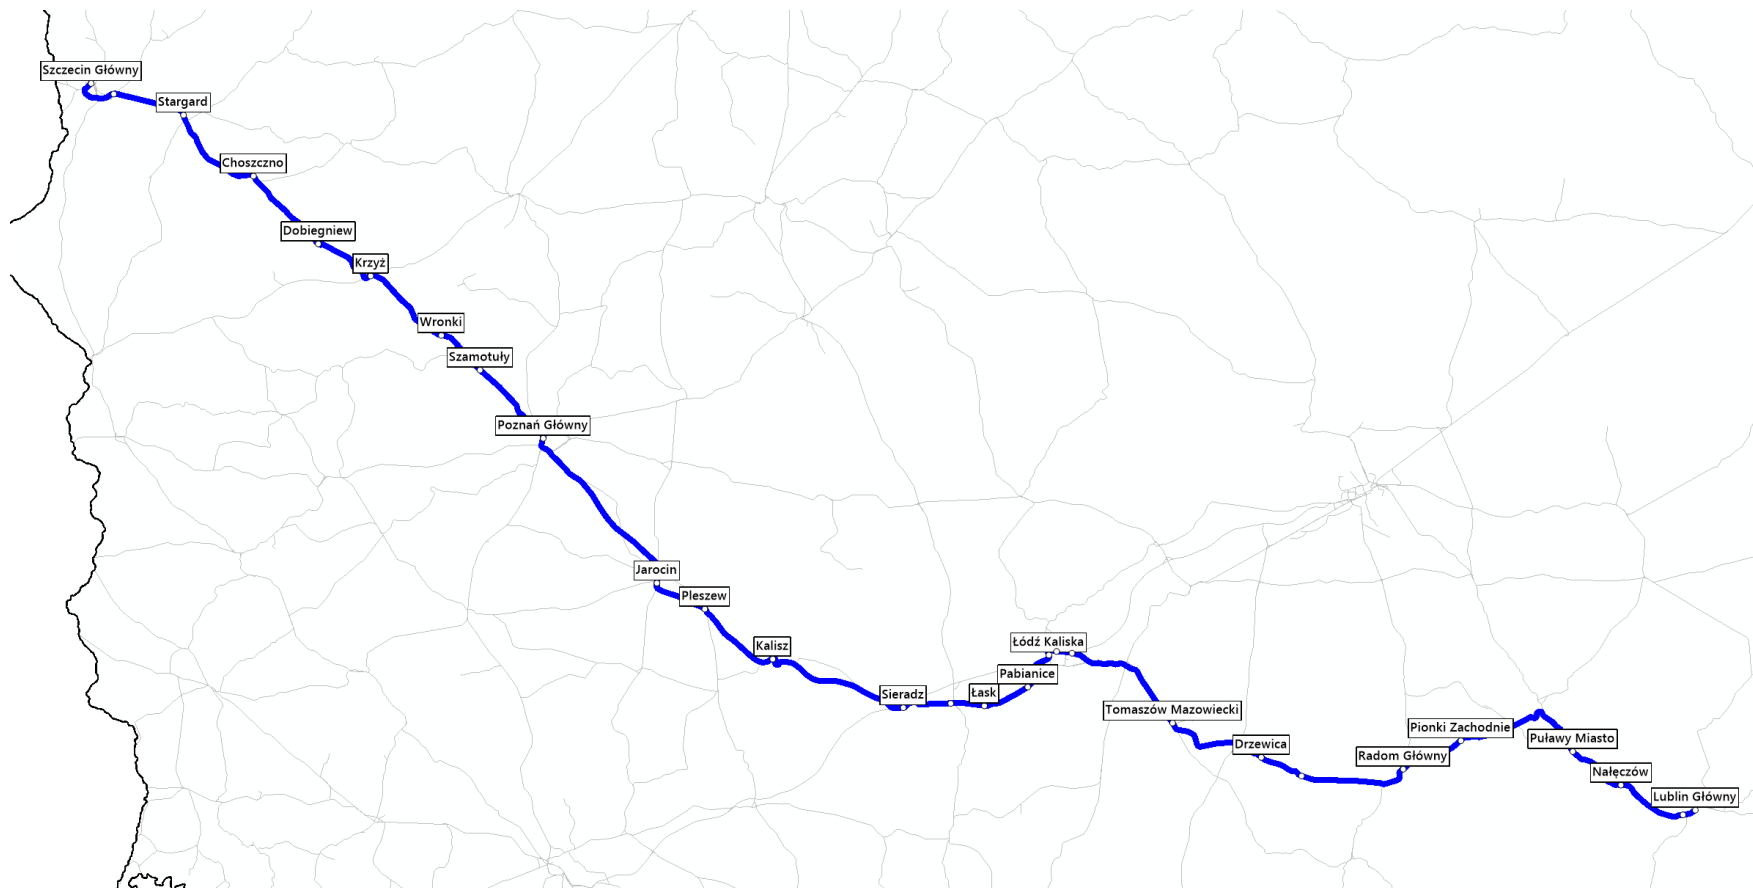 Szczecin Główny
Stargard
Choszczno
Dobiegniew
Krzyż
Wronki
Szamotuły
Poznań Główny
Jarocin
Pleszew
Kalisz
Sieradz
Łask
Pabianice
Łódź Kaliska
Tomaszów Mazowiecki
Drzewica
Radom Główny
Pionki Zachodnie
Puławy Miasto
Nałęczów
Lublin Główny